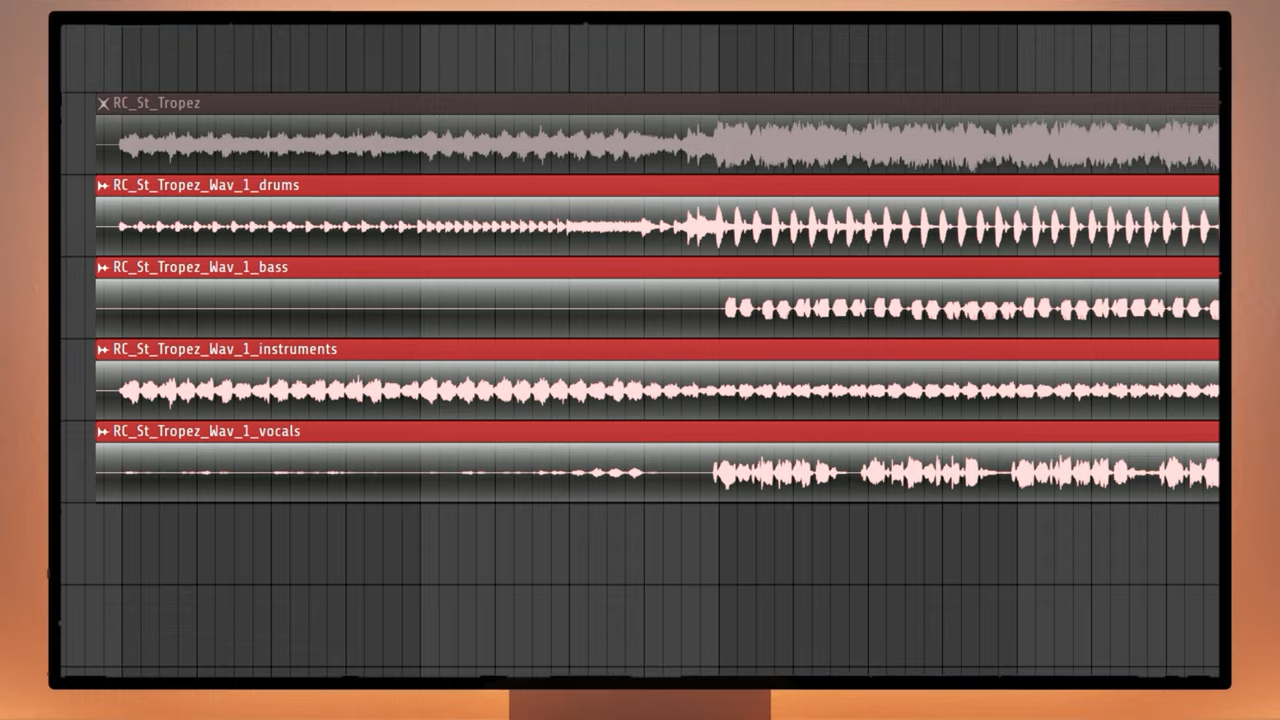 RC_St_Tropez
RC_St_Tropez_Wav_1_drums
RC_St_Tropez_Wav_1_bass
RC_St_Tropez_Wav_1_instruments
RC_St_Tropez_Wav_1_vocals